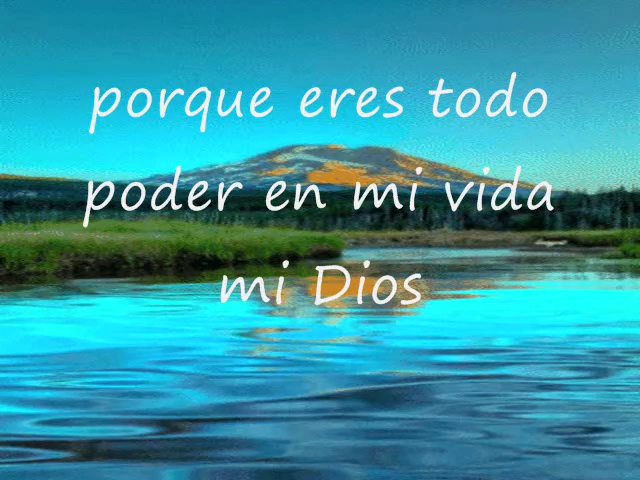 porque eres todo
poder en mi vida
mi Dios